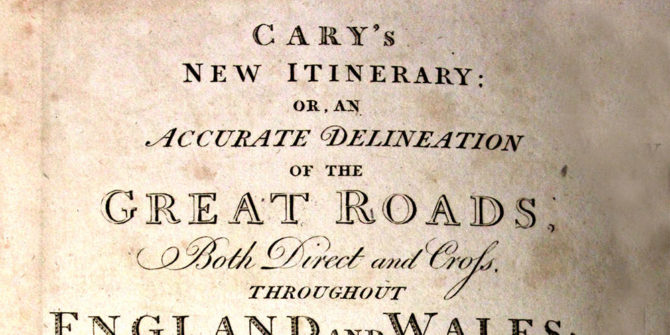 CARY'S
NEW ITINERARY:
OR, AN
ACCURATE DELINEATION
OF THE
GREAT ROADS,
Both Direct and Croſs,
THROUGHOUT
ENGLAND AND WALES;